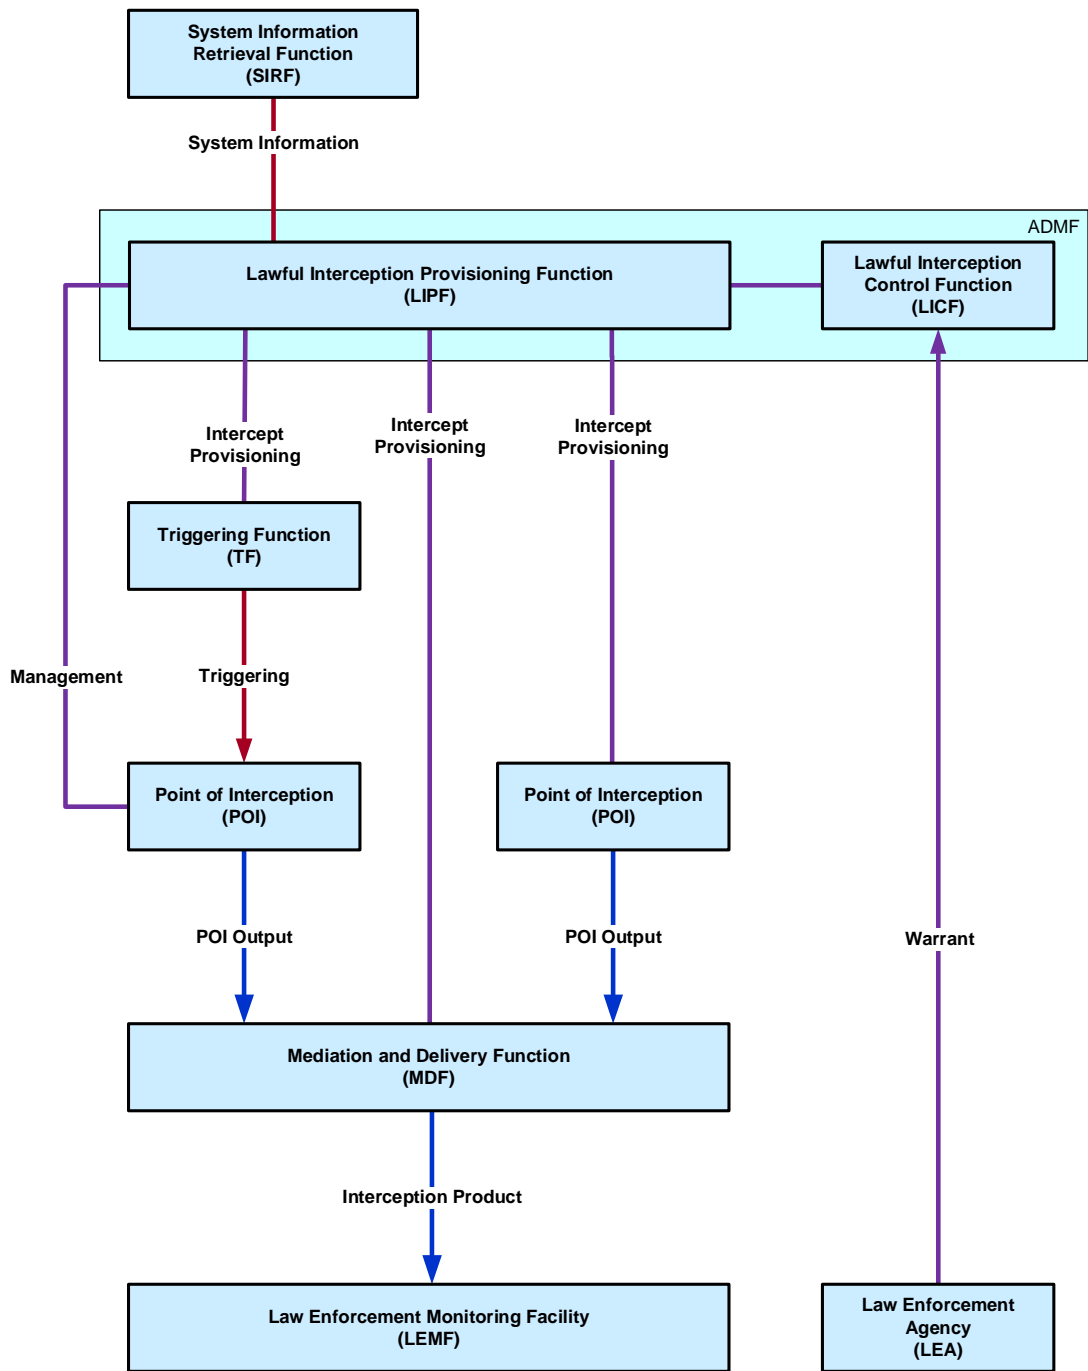 System Information
Retrieval Function
(SIRF)
System Information
ADMF
Lawful Interception Provisioning Function
(LIPF)
Lawful Interception
Control Function
(LICF)
Intercept
Provisioning
Intercept
Provisioning
Intercept
Provisioning
Triggering Function
(TF)
Management
Triggering
Point of Interception
(POI)
Point of Interception
(POI)
POI Output
POI Output
Warrant
Mediation and Delivery Function
(MDF)
Interception Product
Law Enforcement Monitoring Facility
(LEMF)
Law Enforcement
Agency
(LEA)